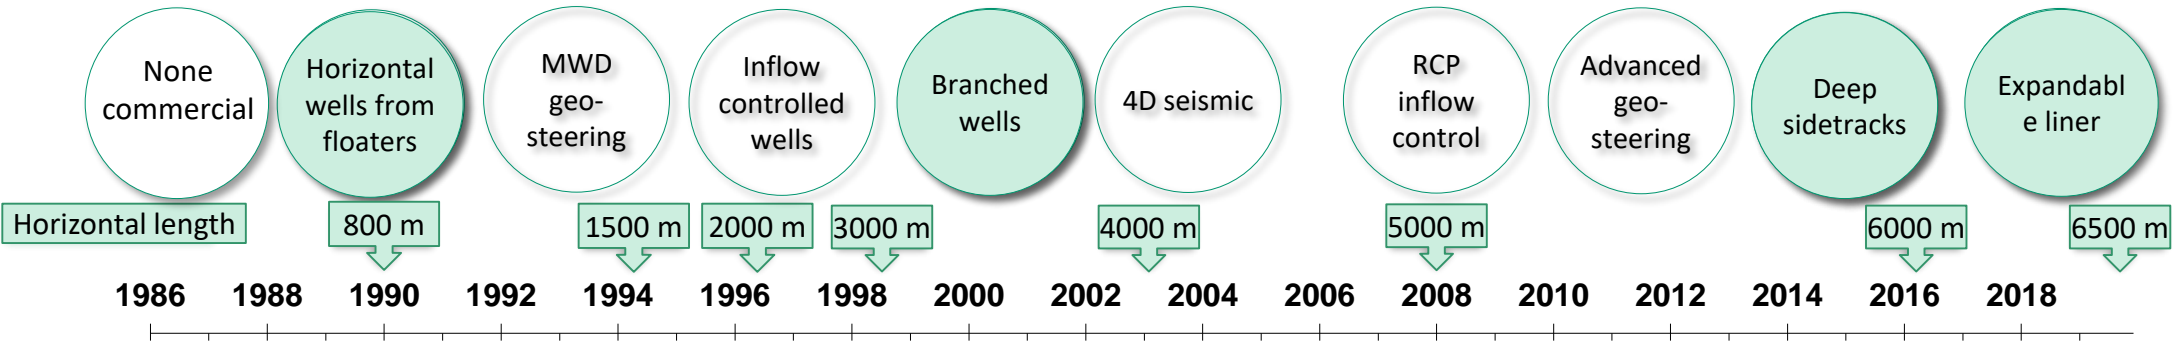 None
commercial
Horizontal
wells from
floaters
MWD
geo-
steering
Inflow
controlled
wells
Branched
wells
4D seismic
RCP
inflow
control
Advanced
geo-
steering
Deep
sidetracks
Expandabl
e liner
Horizontal length
800 m
1500 m
2000 m
3000 m
4000 m
5000 m
6000 m
6500 m
1986 1988 1990 1992 1994 1996 1998 2000 2002 2004 2006 2008 2010 2012 2014 2016 2018